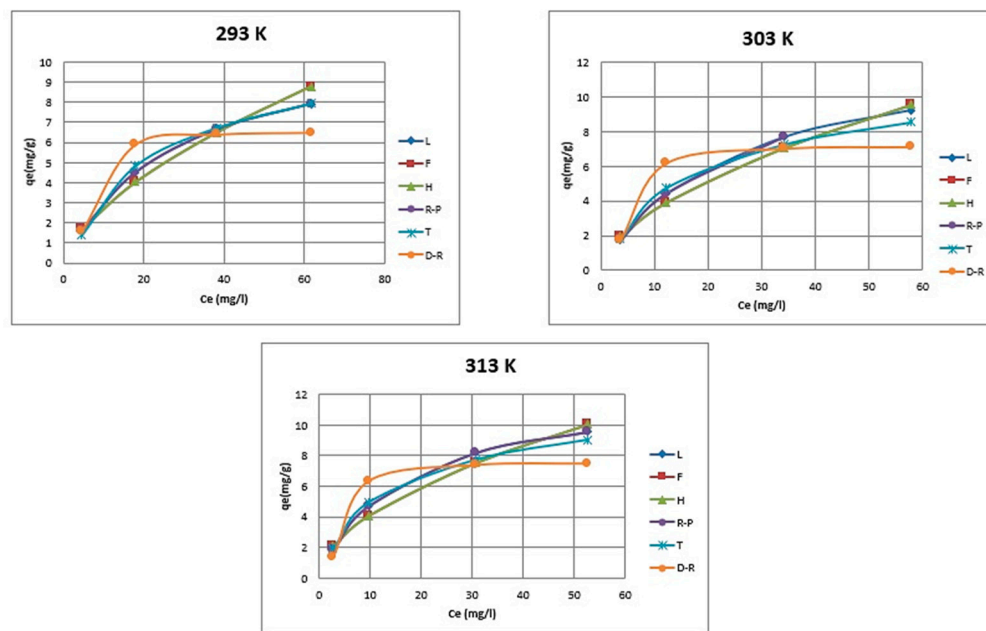 293 K
10
9
8
7
6
5
4
3
2
1
0
qe(mg/g)
0 20 40 60 80
Ce (mg/l)
L
F
H
R-P
T
D-R
303 K
12
10
8
6
4
2
0
qe(mg/g)
0 10 20 30 40 50 60
Ce (mg/l)
L
F
H
R-P
T
D-R
313 K
12
10
8
6
4
2
0
qe(mg/g)
0 10 20 30 40 50 60
Ce (mg/l)
L
F
H
R-P
T
D-R